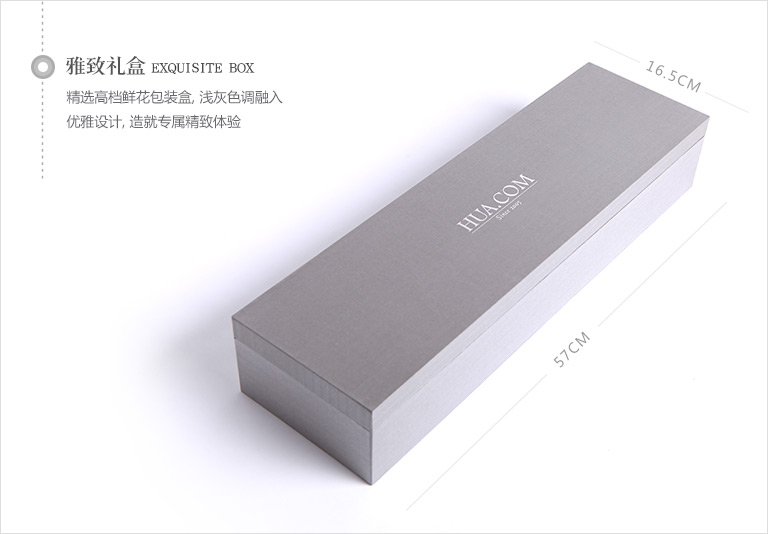 雅致礼盒 EXQUISITE BOX
精选高档鲜花包装盒, 浅灰色调融入
优雅设计, 造就专属精致体验
16.5CM
HUA.COM
Since 2005
57CM